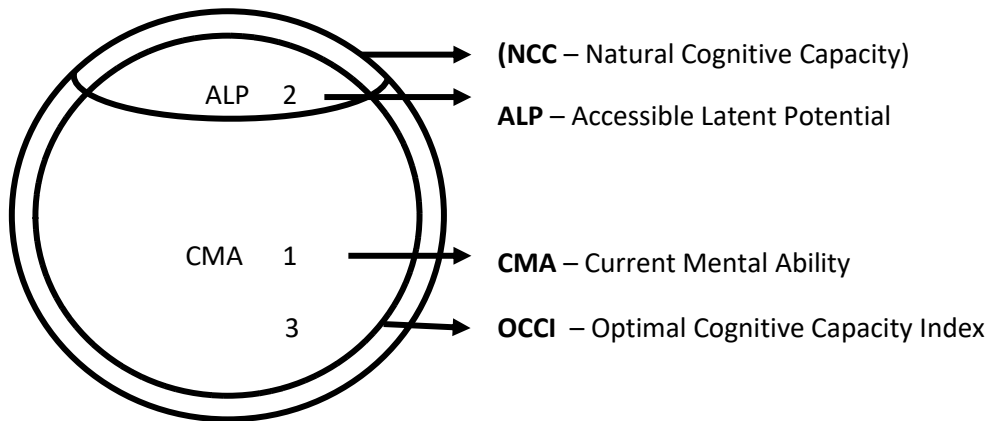 (NCC – Natural Cognitive Capacity)
ALP 2
ALP – Accessible Latent Potential
CMA 1
CMA – Current Mental Ability
3
OCCI – Optimal Cognitive Capacity Index